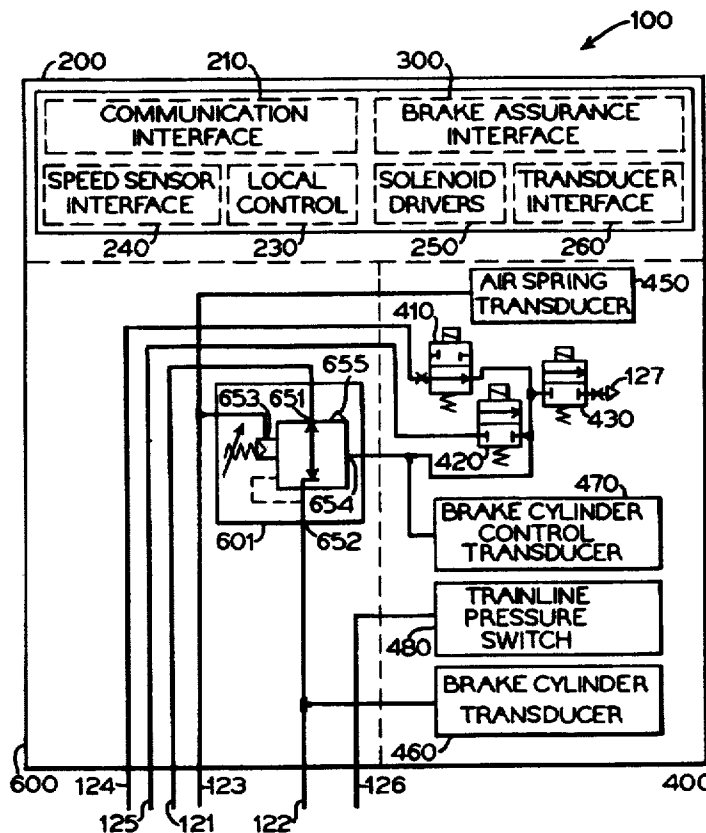 100
200
210
300
COMMUNICATION
INTERFACE
BRAKE ASSURANCE
INTERFACE
SPEED SENSOR
INTERFACE
LOCAL
CONTROL
SOLENOID
DRIVERS
TRANSDUCER
INTERFACE
240
230
250
260
AIR SPRING
TRANSDUCER
450
410
127
430
420
653
651
655
654
601
652
470
BRAKE CYLINDER
CONTROL
TRANSDUCER
TRAINLINE
PRESSURE
SWITCH
480
BRAKE CYLINDER
TRANSDUCER
460
600
124
423
426
400
125
121
122